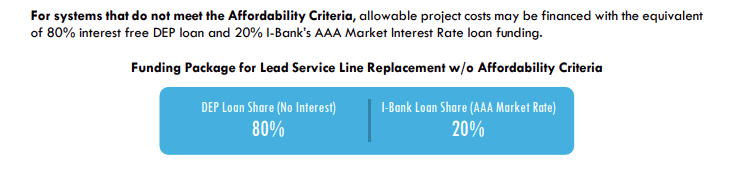 For systems that do not meet the Affordability Criteria, allowable project costs may be financed with the equivalent
of 80% interest free DEP loan and 20% I-Bank's AAA Market Interest Rate loan funding.
Funding Package for Lead Service Line Replacement w/o Affordability Criteria
DEP Loan Share (No Interest)
80%
I-Bank Loan Share (AAA Market Rate)
20%